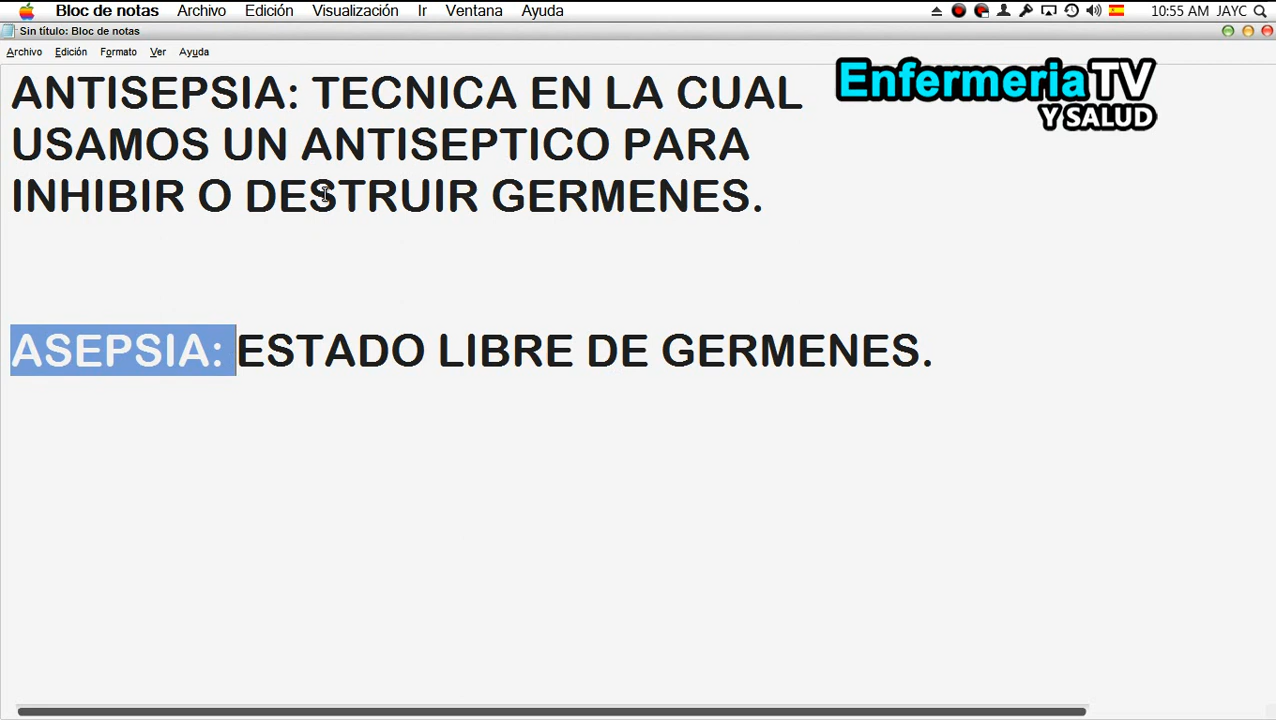 Bloc de notas Archivo Edición Visualización Ir Ventana Ayuda 10:55 AM JAYC
Sin título: Bloc de notas
Archivo Edición Formato Ver Ayuda
EnfermeriaTV
Y SALUD
ANTISEPSIA: TECNICA EN LA CUAL
USAMOS UN ANTISEPTICO PARA
INHIBIR O DESTRUIR GERMENES.
ASEPSIA: ESTADO LIBRE DE GERMENES.